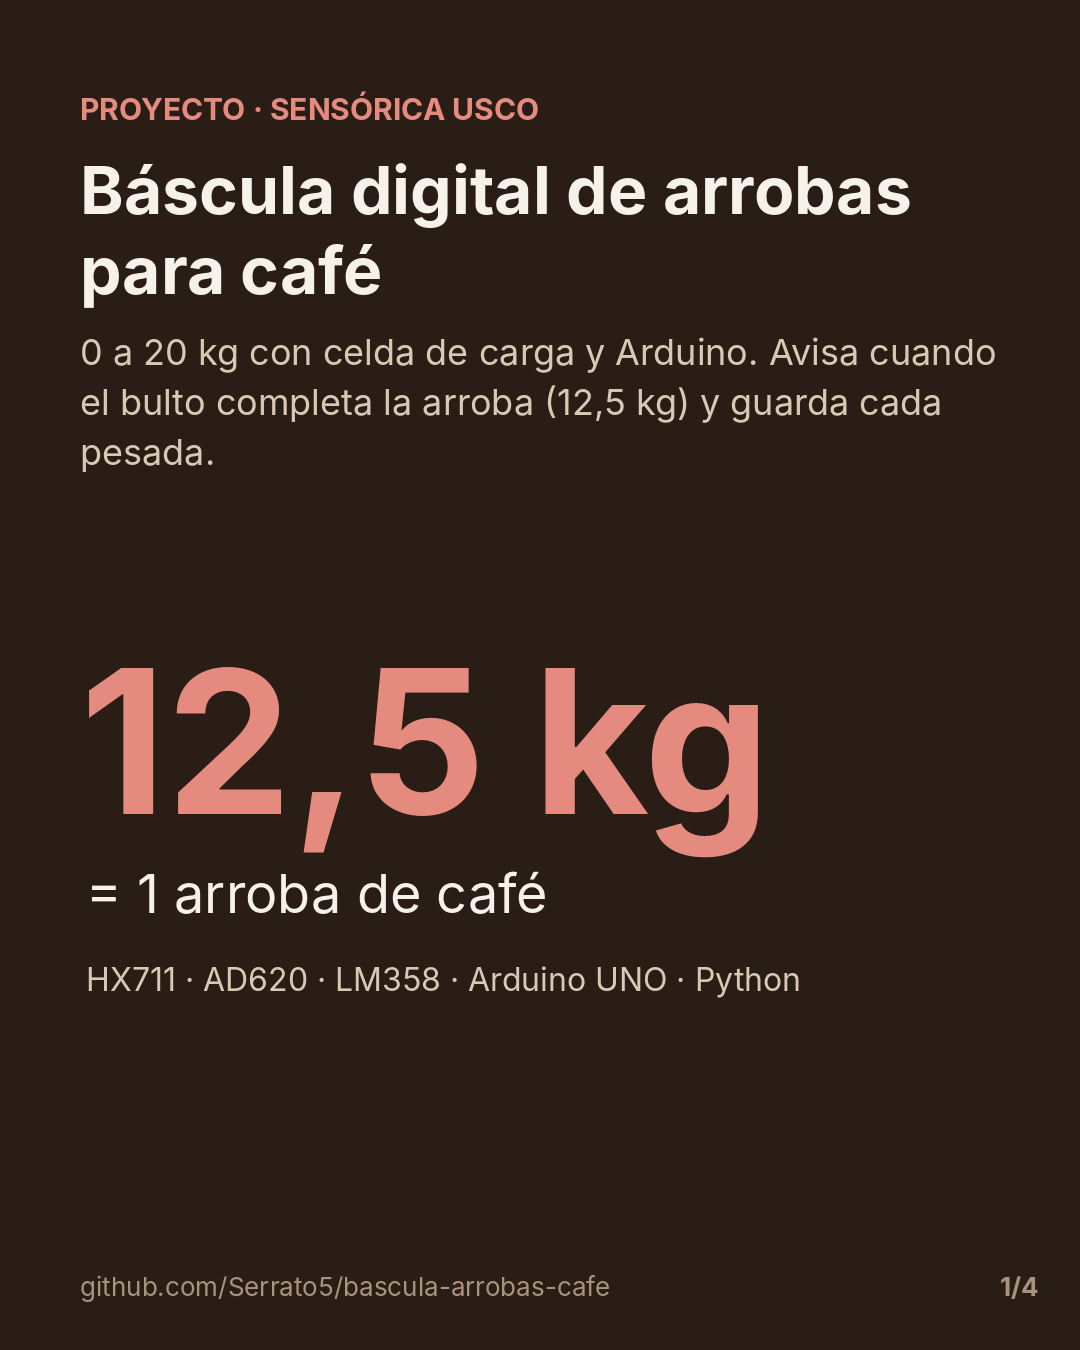 PROYECTO · SENSÓRICA USCO
Báscula digital de arrobas
para café
0 a 20 kg con celda de carga y Arduino. Avisa cuando
el bulto completa la arroba (12,5 kg) y guarda cada
pesada.
12,5 kg
= 1 arroba de café
HX711 · AD620 · LM358 · Arduino UNO · Python
github.com/Serrato5/bascula-arrobas-cafe
1/4